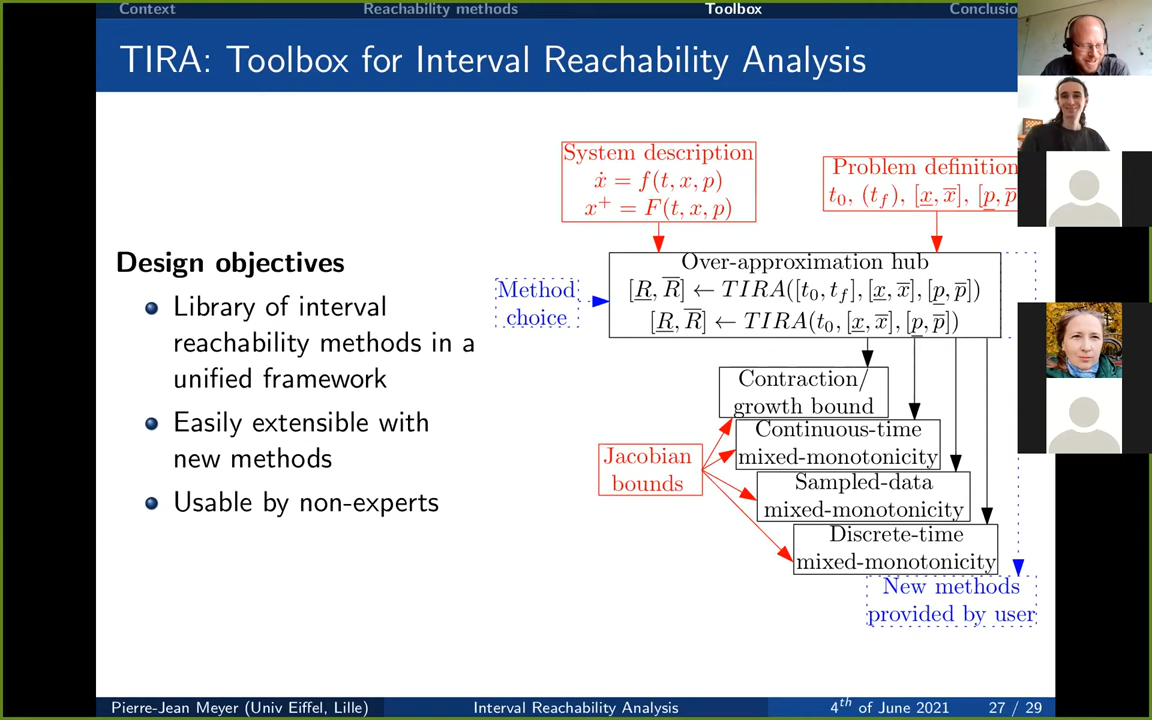 Context Reachability methods Toolbox Conclusio
TIRA: Toolbox for Interval Reachability Analysis
System description
ẋ = f(t, x, p)
x⁺ = F(t, x, p)
Problem definition
t₀, (t_f), [x̲, x̅], [p̲, p̅
Design objectives
Library of interval
reachability methods in a
unified framework
Easily extensible with
new methods
Usable by non-experts
Method
choice
Over-approximation hub
[R̲, R̅] ← TIRA([t₀, t_f], [x̲, x̅], [p̲, p̅])
[R̲, R̅] ← TIRA(t₀, [x̲, x̅], [p̲, p̅])
Contraction/
growth bound
Continuous-time
mixed-monotonicity
Jacobian
bounds
Sampled-data
mixed-monotonicity
Discrete-time
mixed-monotonicity
New methods
provided by user
Pierre-Jean Meyer (Univ Eiffel, Lille) Interval Reachability Analysis 4th of June 2021 27 / 29